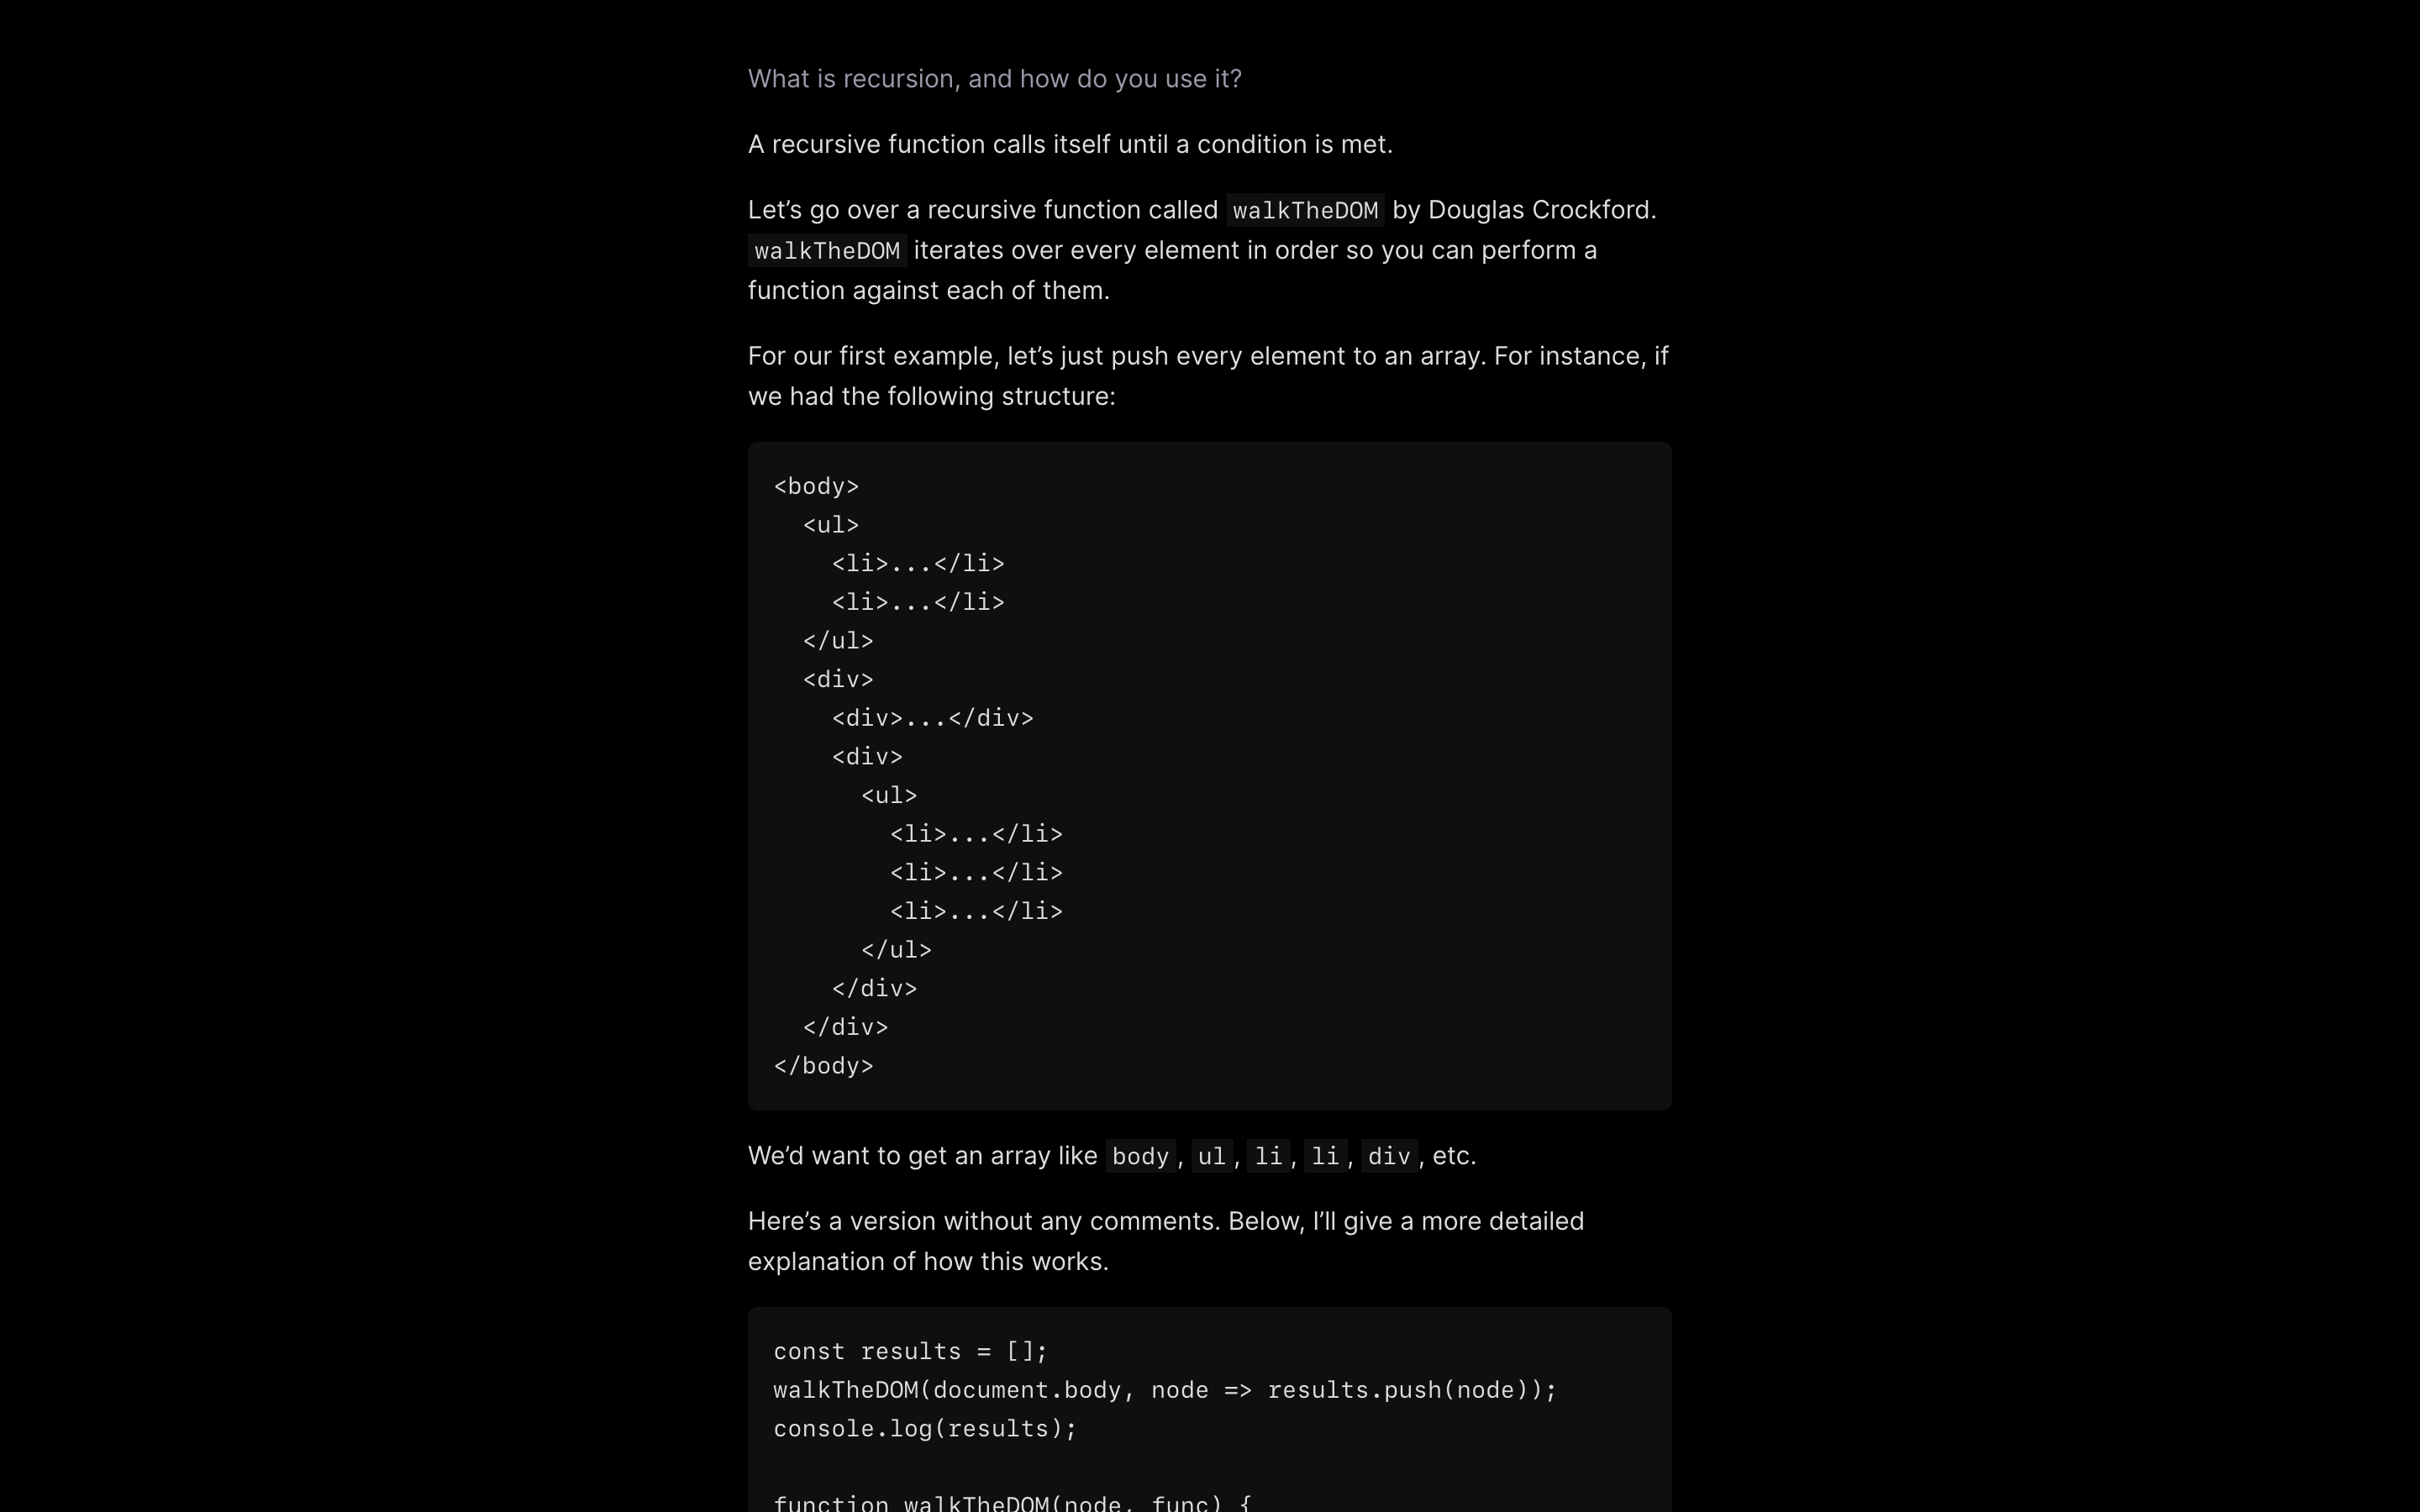 What is recursion, and how do you use it?
A recursive function calls itself until a condition is met.
Let’s go over a recursive function called walkTheDOM by Douglas Crockford.
walkTheDOM iterates over every element in order so you can perform a
function against each of them.
For our first example, let’s just push every element to an array. For instance, if
we had the following structure:
<body>
  <ul>
    <li>...</li>
    <li>...</li>
  </ul>
  <div>
    <div>...</div>
    <div>
      <ul>
        <li>...</li>
        <li>...</li>
        <li>...</li>
      </ul>
    </div>
  </div>
</body>
We’d want to get an array like body, ul, li, li, div, etc.
Here’s a version without any comments. Below, I’ll give a more detailed
explanation of how this works.
const results = [];
walkTheDOM(document.body, node => results.push(node));
console.log(results);
function walkTheDOM(node, func) {